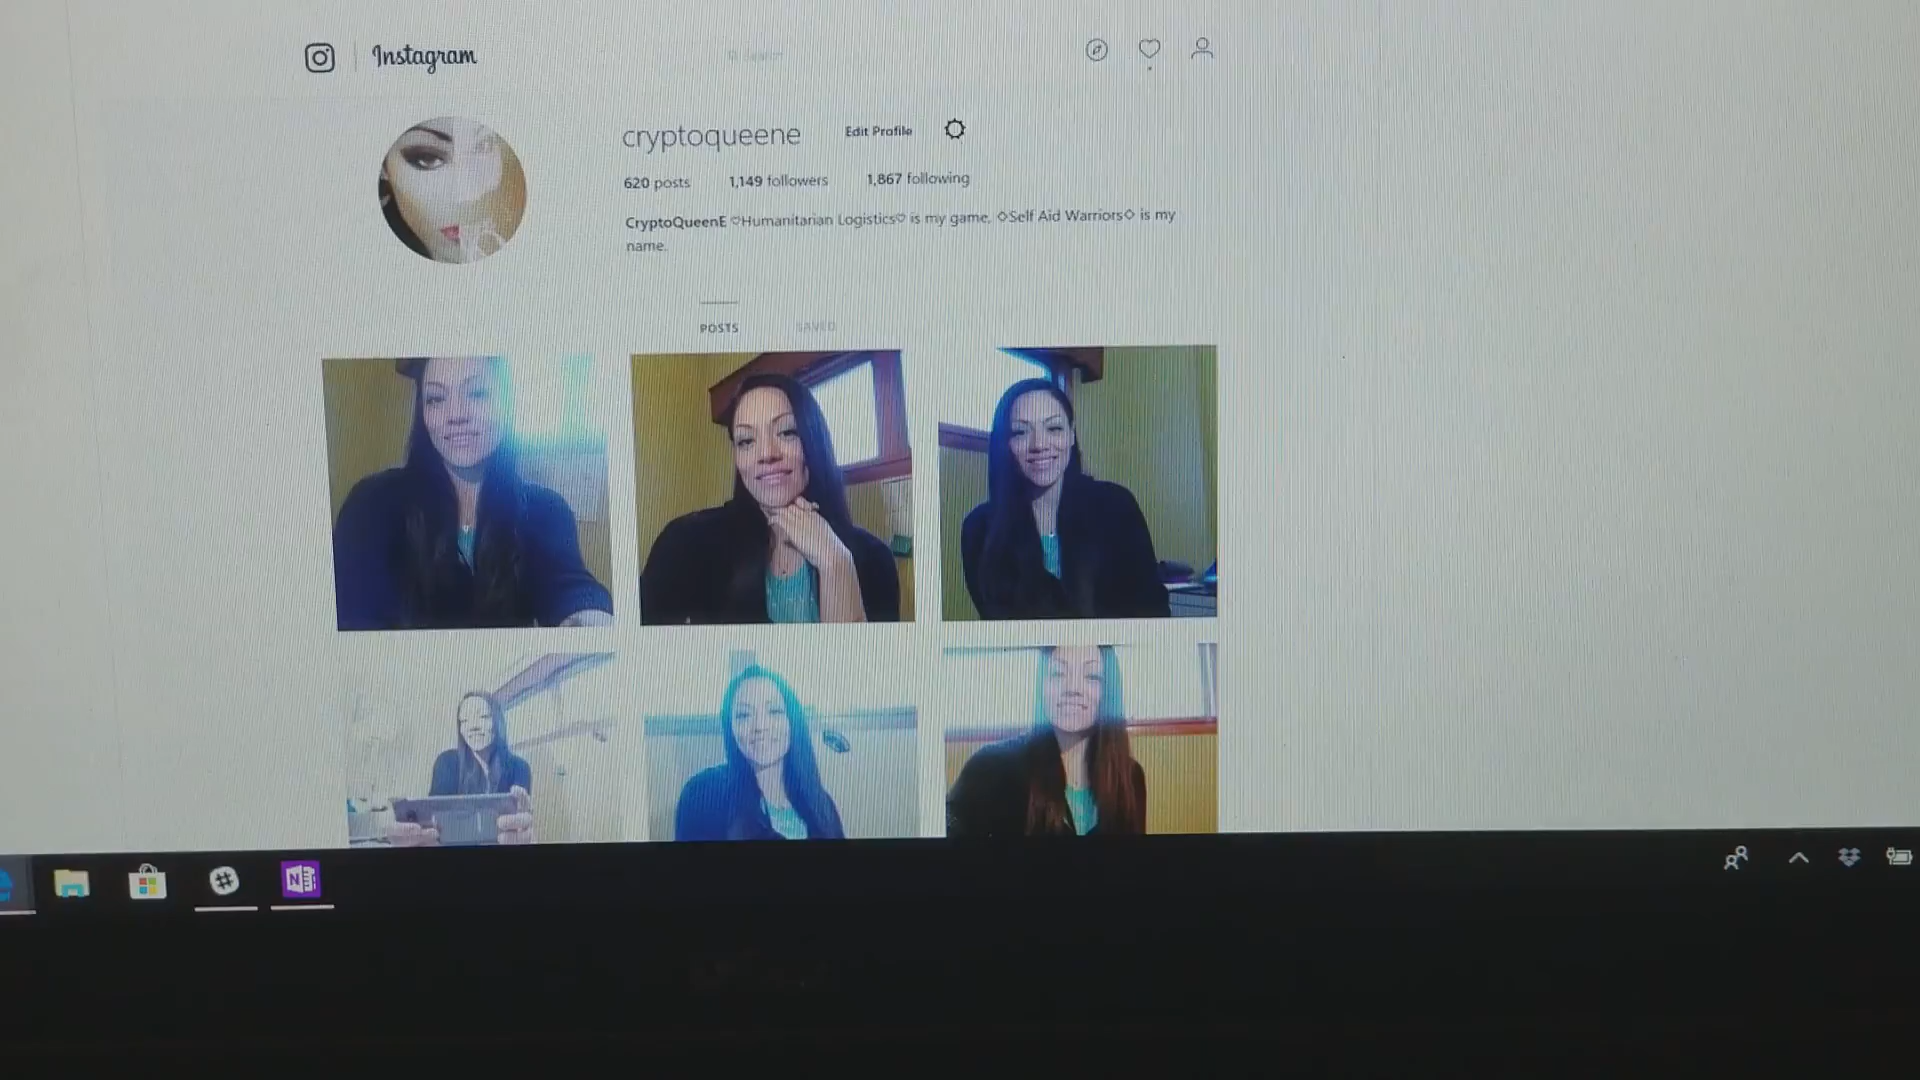 Instagram
cryptoqueene Edit Profile
620 posts 1,149 followers 1,867 following
CryptoQueenE ♡Humanitarian Logistics♡ is my game, ◇Self Aid Warriors◇ is my
name.
POSTS SAVED
N